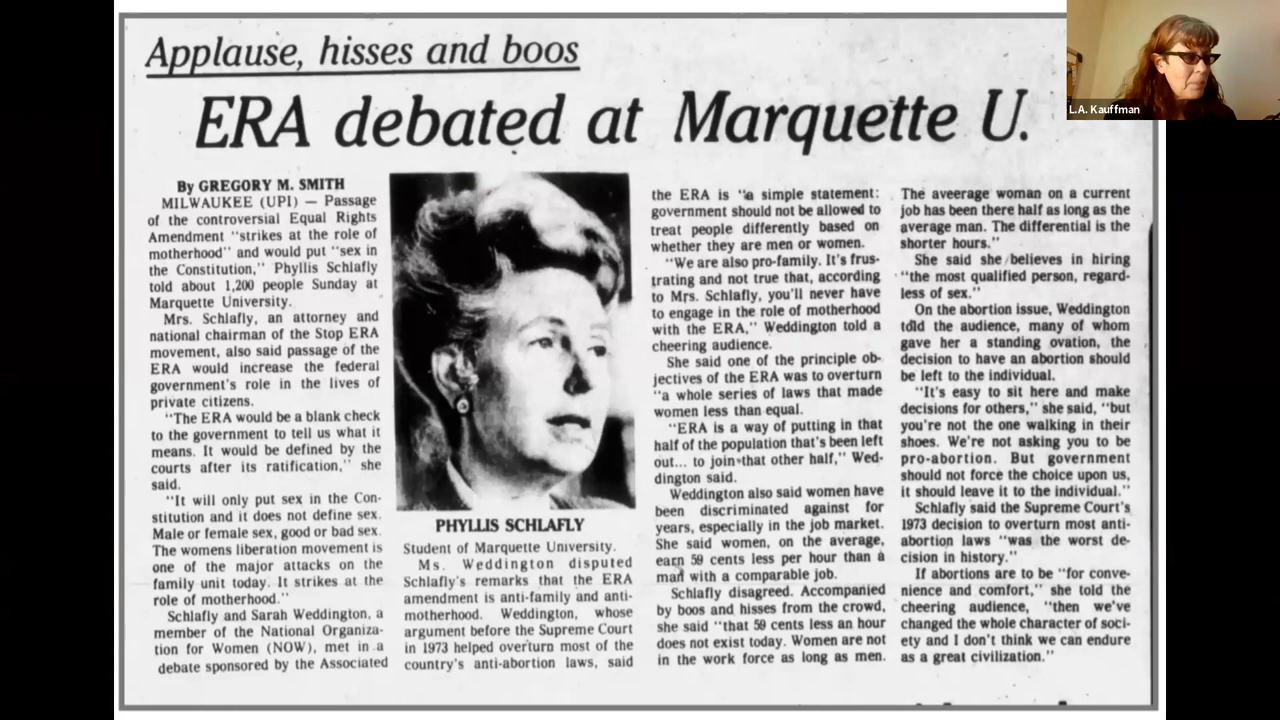 Applause, hisses and boos
ERA debated at Marquette U.
By GREGORY M. SMITH
MILWAUKEE (UPI) — Passage
of the controversial Equal Rights
Amendment "strikes at the role of
motherhood" and would put "sex in
the Constitution," Phyllis Schlafly
told about 1,200 people Sunday at
Marquette University.
Mrs. Schlafly, an attorney and
national chairman of the Stop ERA
movement, also said passage of the
ERA would increase the federal
government's role in the lives of
private citizens.
"The ERA would be a blank check
to the government to tell us what it
means. It would be defined by the
courts after its ratification," she
said.
"It will only put sex in the Con-
stitution and it does not define sex.
Male or female sex, good or bad sex.
The womens liberation movement is
one of the major attacks on the
family unit today. It strikes at the
role of motherhood."
Schlafly and Sarah Weddington, a
member of the National Organiza-
tion for Women (NOW), met in a
debate sponsored by the Associated
PHYLLIS SCHLAFLY
Student of Marquette University.
Ms. Weddington disputed
Schlafly's remarks that the ERA
amendment is anti-family and anti-
motherhood. Weddington, whose
argument before the Supreme Court
in 1973 helped overturn most of the
country's anti-abortion laws, said
the ERA is "a simple statement:
government should not be allowed to
treat people differently based on
whether they are men or women.
"We are also pro-family. It's frus-
trating and not true that, according
to Mrs. Schlafly, you'll never have
to engage in the role of motherhood
with the ERA," Weddington told a
cheering audience.
She said one of the principle ob-
jectives of the ERA was to overturn
"a whole series of laws that made
women less than equal.
"ERA is a way of putting in that
half of the population that's been left
out... to join that other half," Wed-
dington said.
Weddington also said women have
been discriminated against for
years, especially in the job market.
She said women, on the average,
earn 59 cents less per hour than a
man with a comparable job.
Schlafly disagreed. Accompanied
by boos and hisses from the crowd,
she said "that 59 cents less an hour
does not exist today. Women are not
in the work force as long as men.
The aveerage woman on a current
job has been there half as long as the
average man. The differential is the
shorter hours."
She said she believes in hiring
"the most qualified person, regard-
less of sex."
On the abortion issue, Weddington
told the audience, many of whom
gave her a standing ovation, the
decision to have an abortion should
be left to the individual.
"It's easy to sit here and make
decisions for others," she said, "but
you're not the one walking in their
shoes. We're not asking you to be
pro-abortion. But government
should not force the choice upon us,
it should leave it to the individual."
Schlafly said the Supreme Court's
1973 decision to overturn most anti-
abortion laws "was the worst de-
cision in history."
If abortions are to be "for conve-
nience and comfort," she told the
cheering audience, "then we've
changed the whole character of soci-
ety and I don't think we can endure
as a great civilization."
L.A. Kauffman